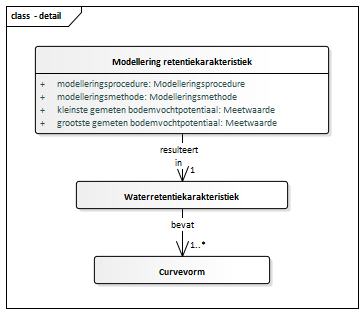 class - detail
Modellering retentiekarakteristiek
+ modelleringsprocedure: Modelleringsprocedure
+ modelleringsmethode: Modelleringsmethode
+ kleinste gemeten bodemvochtpotentiaal: Meetwaarde
+ grootste gemeten bodemvochtpotentiaal: Meetwaarde
resulteert
in
1
Waterretentiekarakteristiek
bevat
1..*
Curvevorm